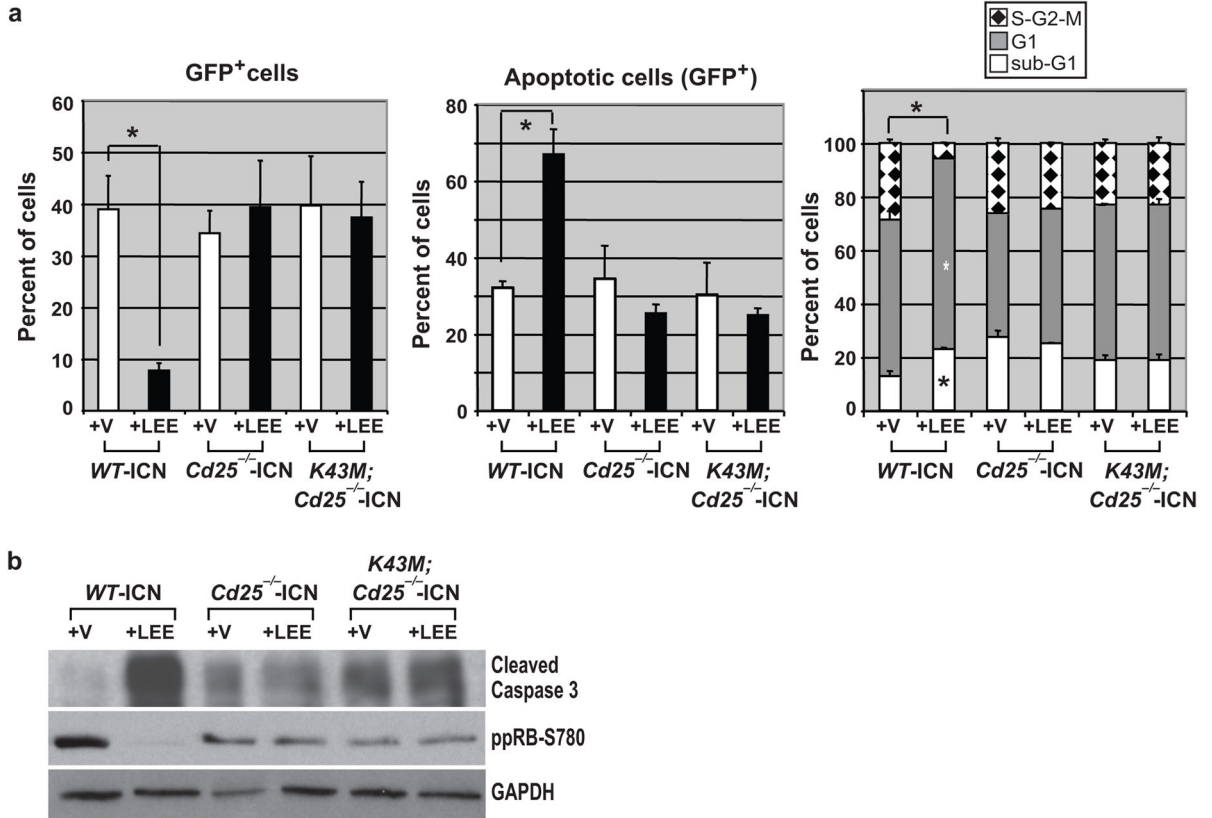 a
S-G2-M
G1
sub-G1
GFP+ cells
Percent of cells
60
50
40
30
20
10
0
*
+V +LEE +V +LEE +V +LEE
WT-ICN Cd25−/−-ICN K43M;
Cd25−/−-ICN
Apoptotic cells (GFP+)
Percent of cells
80
60
40
20
0
*
+V +LEE +V +LEE +V +LEE
WT-ICN Cd25−/−-ICN K43M;
Cd25−/−-ICN
Percent of cells
100
80
60
40
20
0
*
*
*
+V +LEE +V +LEE +V +LEE
WT-ICN Cd25−/−-ICN K43M;
Cd25−/−-ICN
b
K43M;
WT-ICN Cd25−/−-ICN Cd25−/−-ICN
+V +LEE +V +LEE +V +LEE
Cleaved
Caspase 3
ppRB-S780
GAPDH